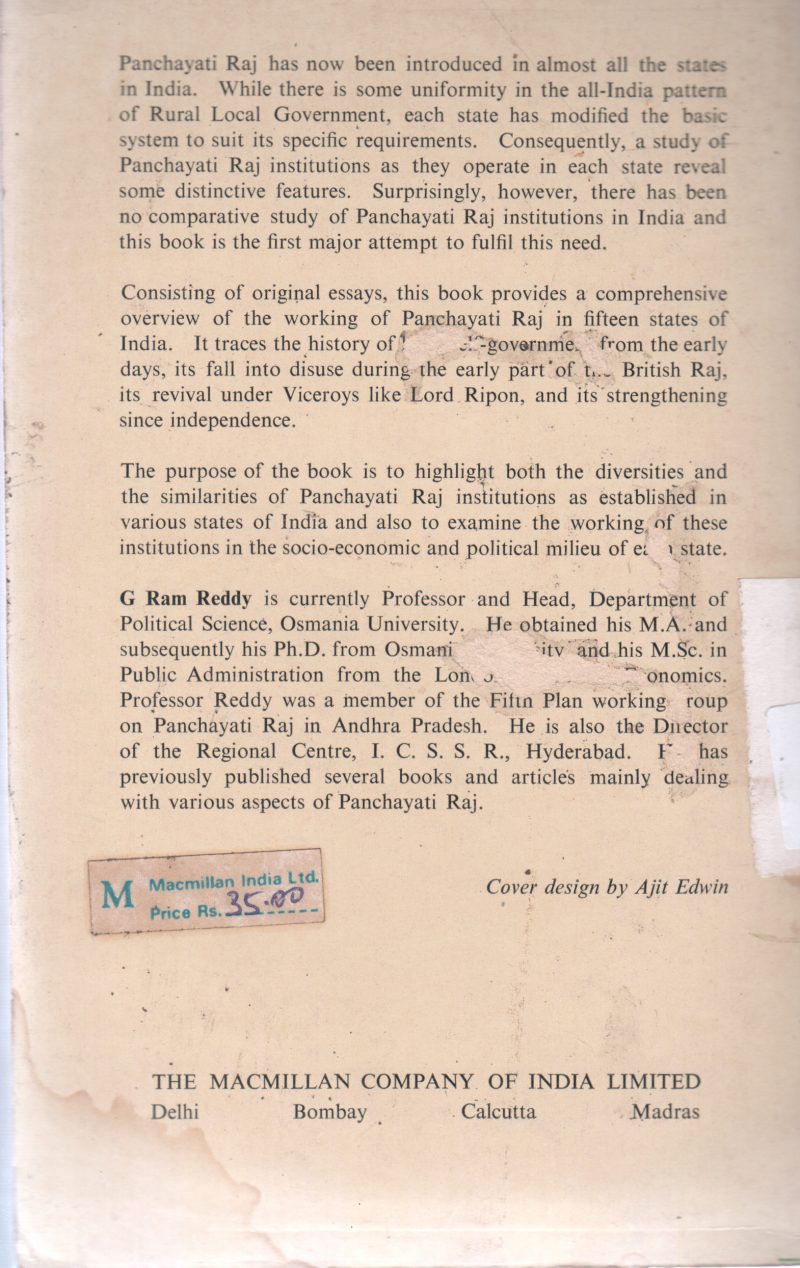 Panchayati Raj has now been introduced in almost all the states
in India. While there is some uniformity in the all-India pattern
of Rural Local Government, each state has modified the basic
system to suit its specific requirements. Consequently, a study of
Panchayati Raj institutions as they operate in each state reveal
some distinctive features. Surprisingly, however, there has been
no comparative study of Panchayati Raj institutions in India and
this book is the first major attempt to fulfil this need.
Consisting of original essays, this book provides a comprehensive
overview of the working of Panchayati Raj in fifteen states of
India. It traces the history of from the early
days, its fall into disuse during the early part of British Raj,
its revival under Viceroys like Lord Ripon, and its strengthening
since independence.
The purpose of the book is to highlight both the diversities and
the similarities of Panchayati Raj institutions as established in
various states of India and also to examine the working of these
institutions in the socio-economic and political milieu of state.
G Ram Reddy is currently Professor and Head, Department of
Political Science, Osmania University. He obtained his M.A. and
subsequently his Ph.D. from and his M.Sc. in
Public Administration from the
Professor Reddy was a member of the Fifth Plan working
on Panchayati Raj in Andhra Pradesh. He is also the Director
of the Regional Centre, I. C. S. S. R., Hyderabad. has
previously published several books and articles mainly dealing
with various aspects of Panchayati Raj.
M Macmillan India Ltd.
Price Rs. 35.00
Cover design by Ajit Edwin
THE MACMILLAN COMPANY OF INDIA LIMITED
Delhi Bombay Calcutta Madras